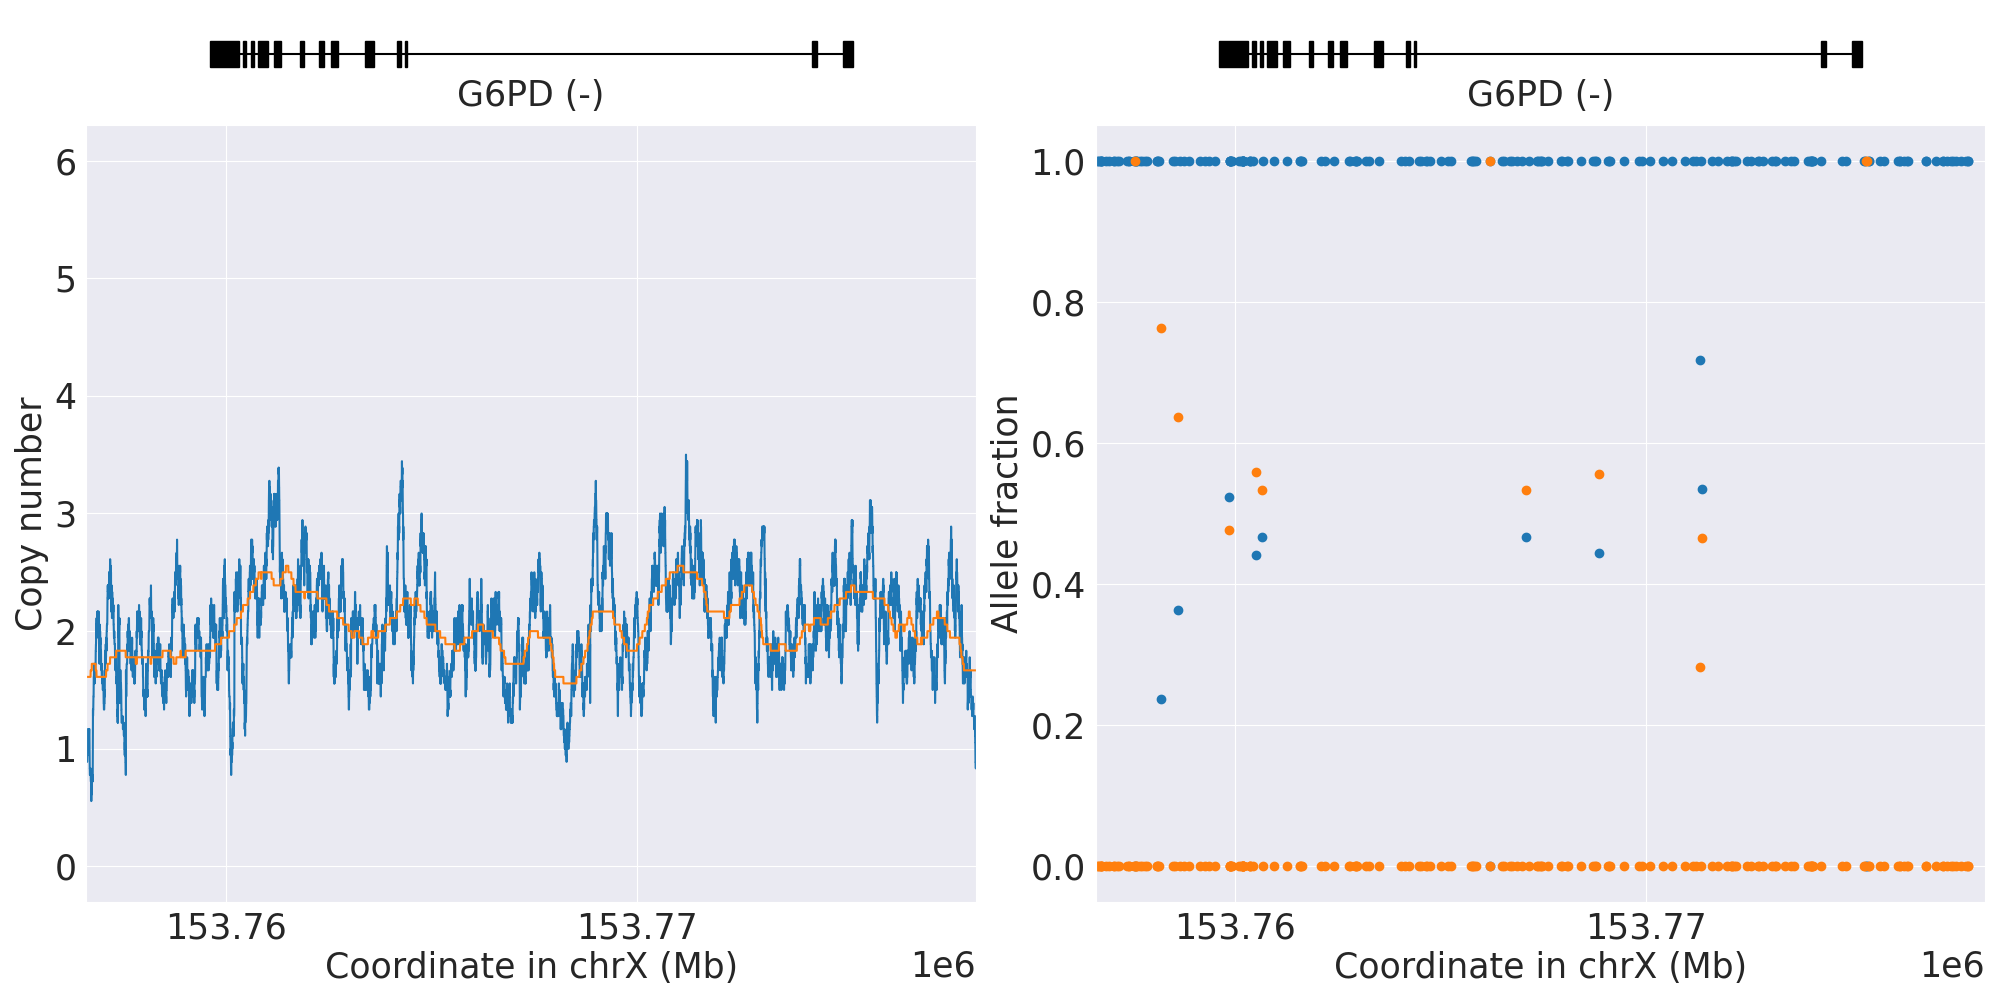 G6PD (-)
G6PD (-)
Copy number
6
5
4
3
2
1
0
153.76
153.77
Coordinate in chrX (Mb)
1e6
Allele fraction
1.0
0.8
0.6
0.4
0.2
0.0
153.76
153.77
Coordinate in chrX (Mb)
1e6